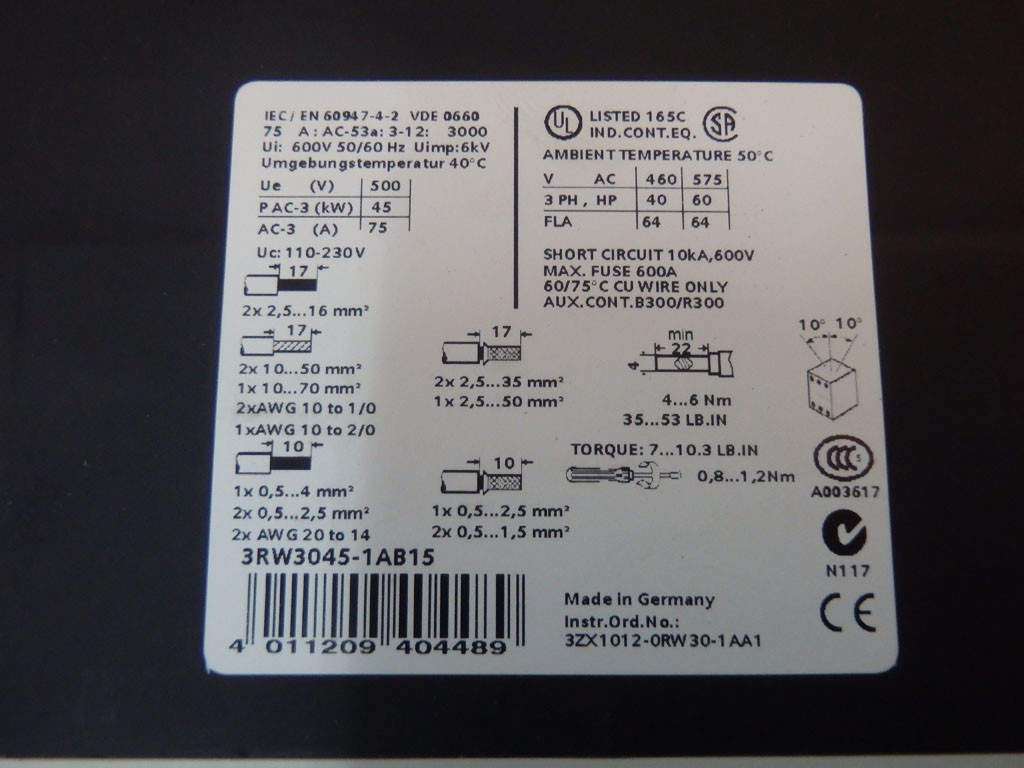 IEC / EN 60947-4-2 VDE 0660
75 A : AC-53a: 3-12: 3000
Ui: 600V 50/60 Hz Uimp:6kV
Umgebungstemperatur 40°C
Ue (V) 500
P AC-3 (kW) 45
AC-3 (A) 75
Uc: 110-230V
17
2x 2,5...16 mm²
17
2x 10...50 mm²
1x 10...70 mm²
2xAWG 10 to 1/0
1xAWG 10 to 2/0
10
1x 0,5...4 mm²
2x 0,5...2,5 mm²
2x AWG 20 to 14
17
2x 2,5...35 mm²
1x 2,5...50 mm²
10
1x 0,5...2,5 mm²
2x 0,5...1,5 mm²
UL LISTED 165C SA
IND.CONT.EQ.
AMBIENT TEMPERATURE 50°C
V AC 460 575
3 PH , HP 40 60
FLA 64 64
SHORT CIRCUIT 10kA,600V
MAX. FUSE 600A
60/75°C CU WIRE ONLY
AUX.CONT.B300/R300
min
22
4
4...6 Nm
35...53 LB.IN
TORQUE: 7...10.3 LB.IN
0,8...1,2Nm
10° 10°
CCC S
A003617
N117
CE
3RW3045-1AB15
4 011209 404489
Made in Germany
Instr.Ord.No.:
3ZX1012-0RW30-1AA1